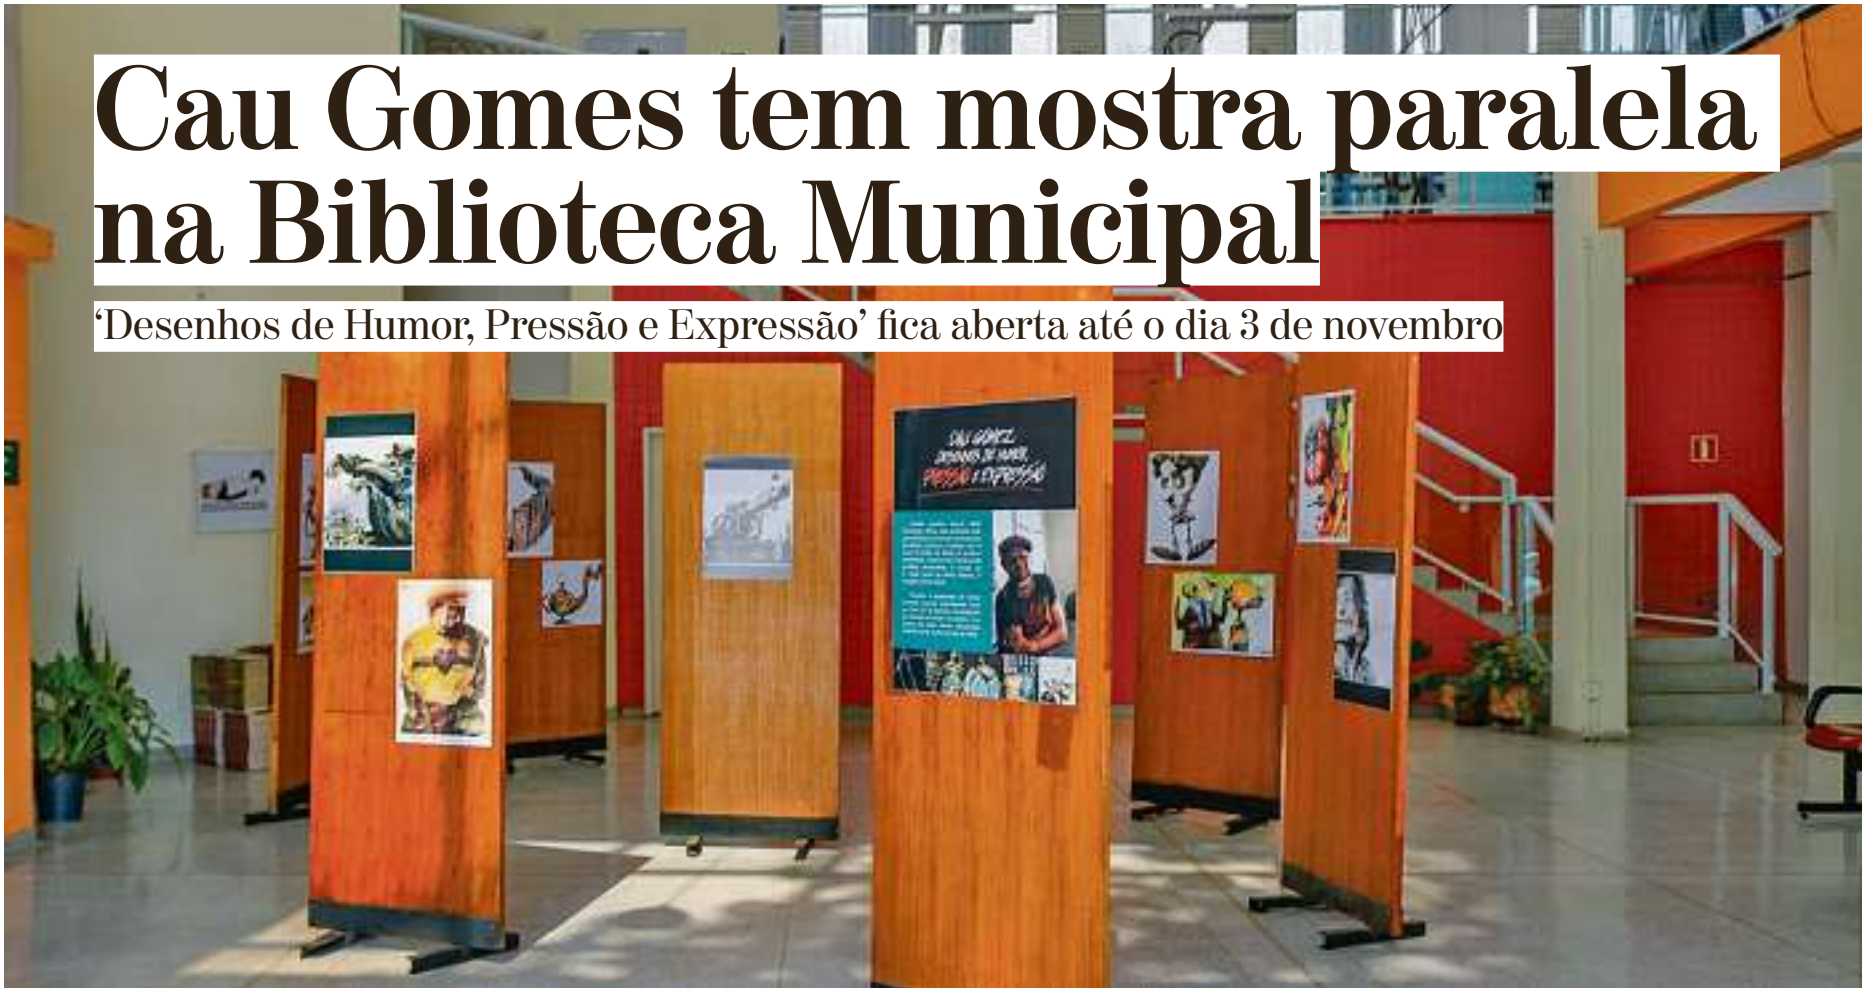 Cau Gomes tem mostra paralela
na Biblioteca Municipal
‘Desenhos de Humor, Pressão e Expressão’ fica aberta até o dia 3 de novembro
CAU GOMEZ
DESENHOS DE HUMOR,
PRESSÃO E EXPRESSÃO